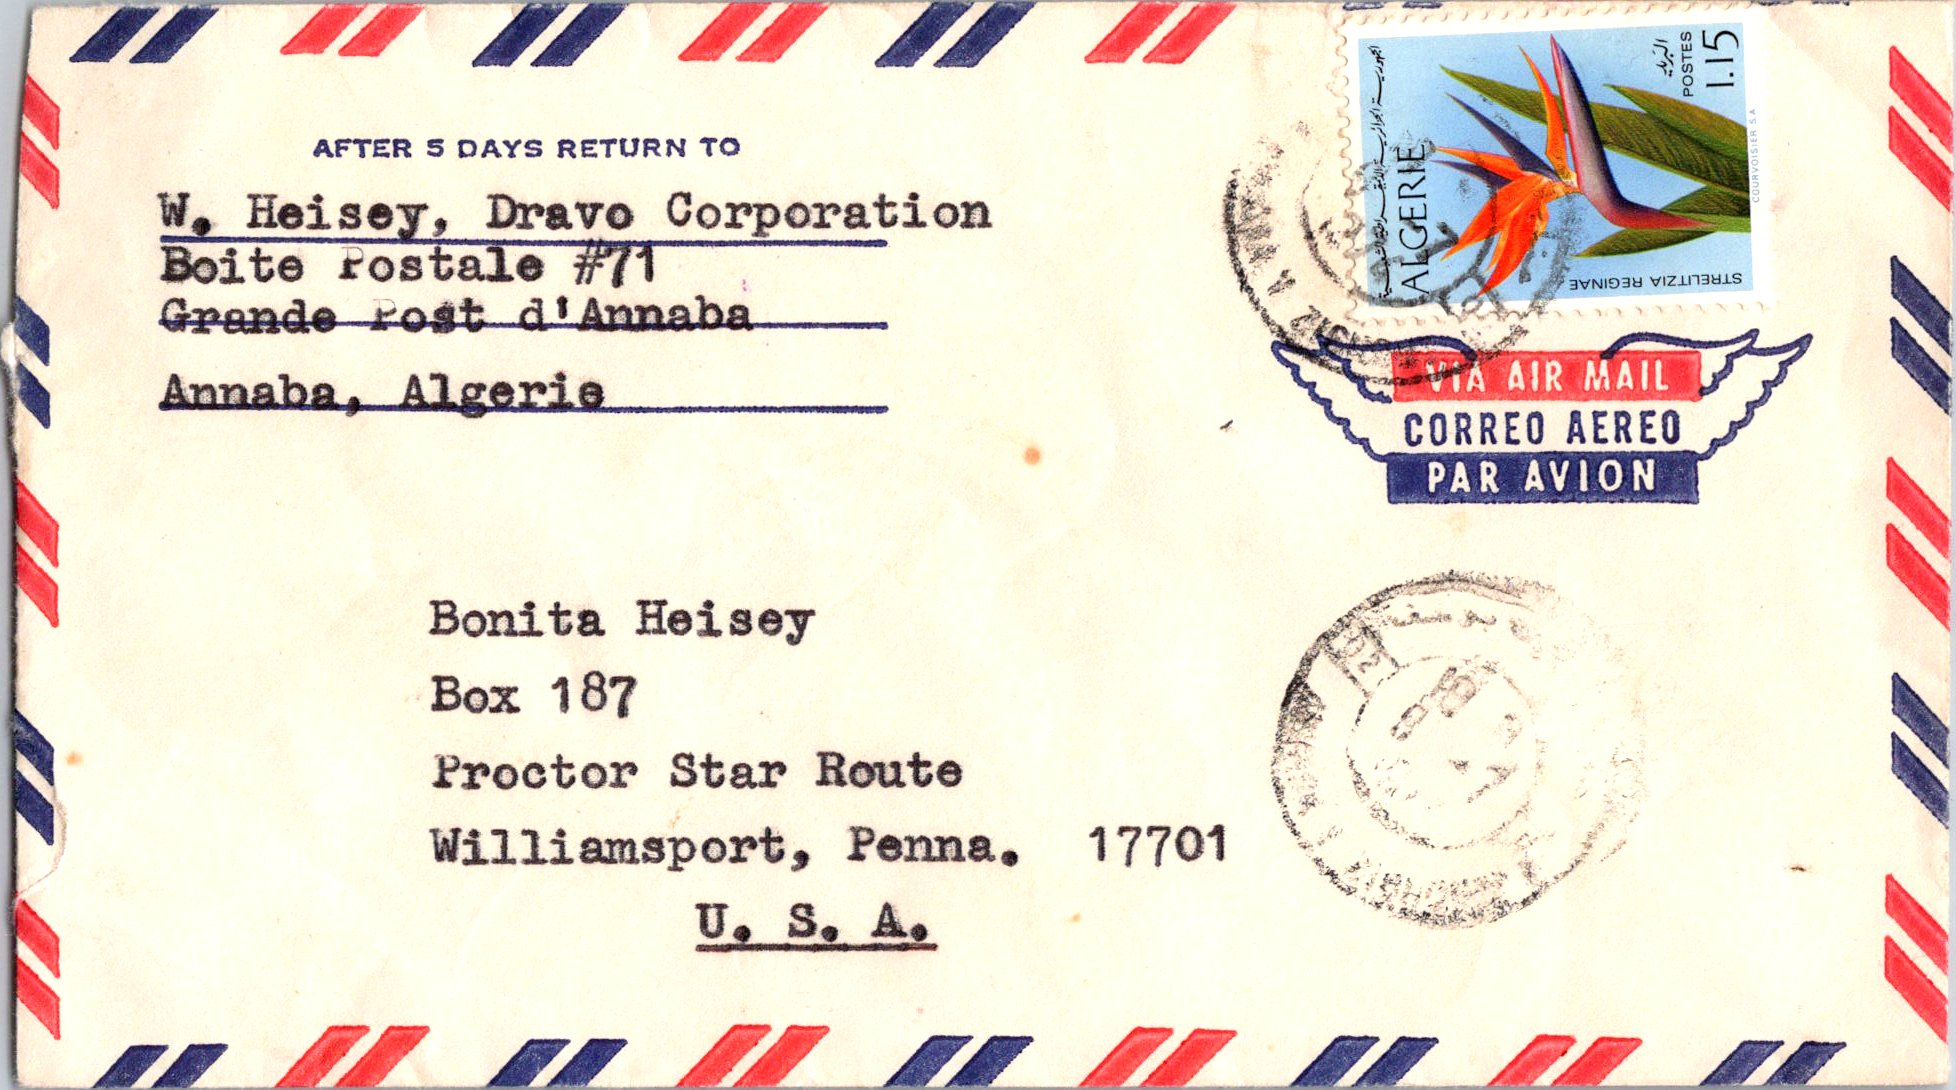 AFTER 5 DAYS RETURN TO
W. Heisey, Dravo Corporation
Boite Postale #71
Grande Post d'Annaba
Annaba, Algerie
ALGERIE
POSTES
1.15
STRELITZIA REGINAE
COURVOISIER S.A
VIA AIR MAIL
CORREO AEREO
PAR AVION
Bonita Heisey
Box 187
Proctor Star Route
Williamsport, Penna. 17701
U. S. A.